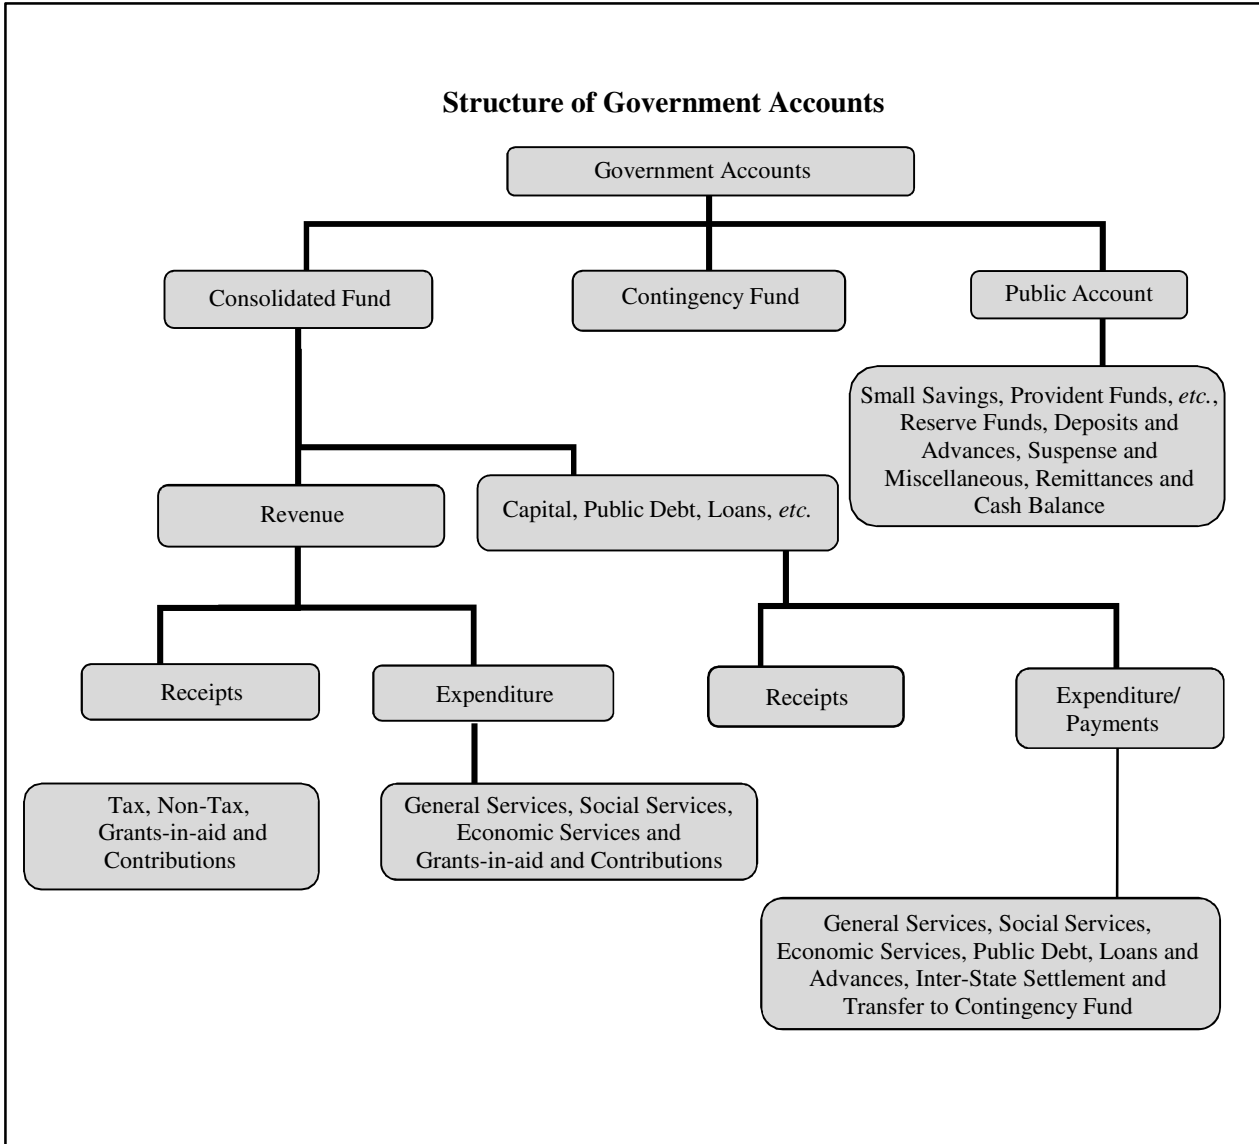 Structure of Government Accounts
Government Accounts
Consolidated Fund
Contingency Fund
Public Account
Small Savings, Provident Funds, etc.,
Reserve Funds, Deposits and
Advances, Suspense and
Miscellaneous, Remittances and
Cash Balance
Revenue
Capital, Public Debt, Loans, etc.
Receipts
Expenditure
Receipts
Expenditure/
Payments
Tax, Non-Tax,
Grants-in-aid and
Contributions
General Services, Social Services,
Economic Services and
Grants-in-aid and Contributions
General Services, Social Services,
Economic Services, Public Debt, Loans and
Advances, Inter-State Settlement and
Transfer to Contingency Fund